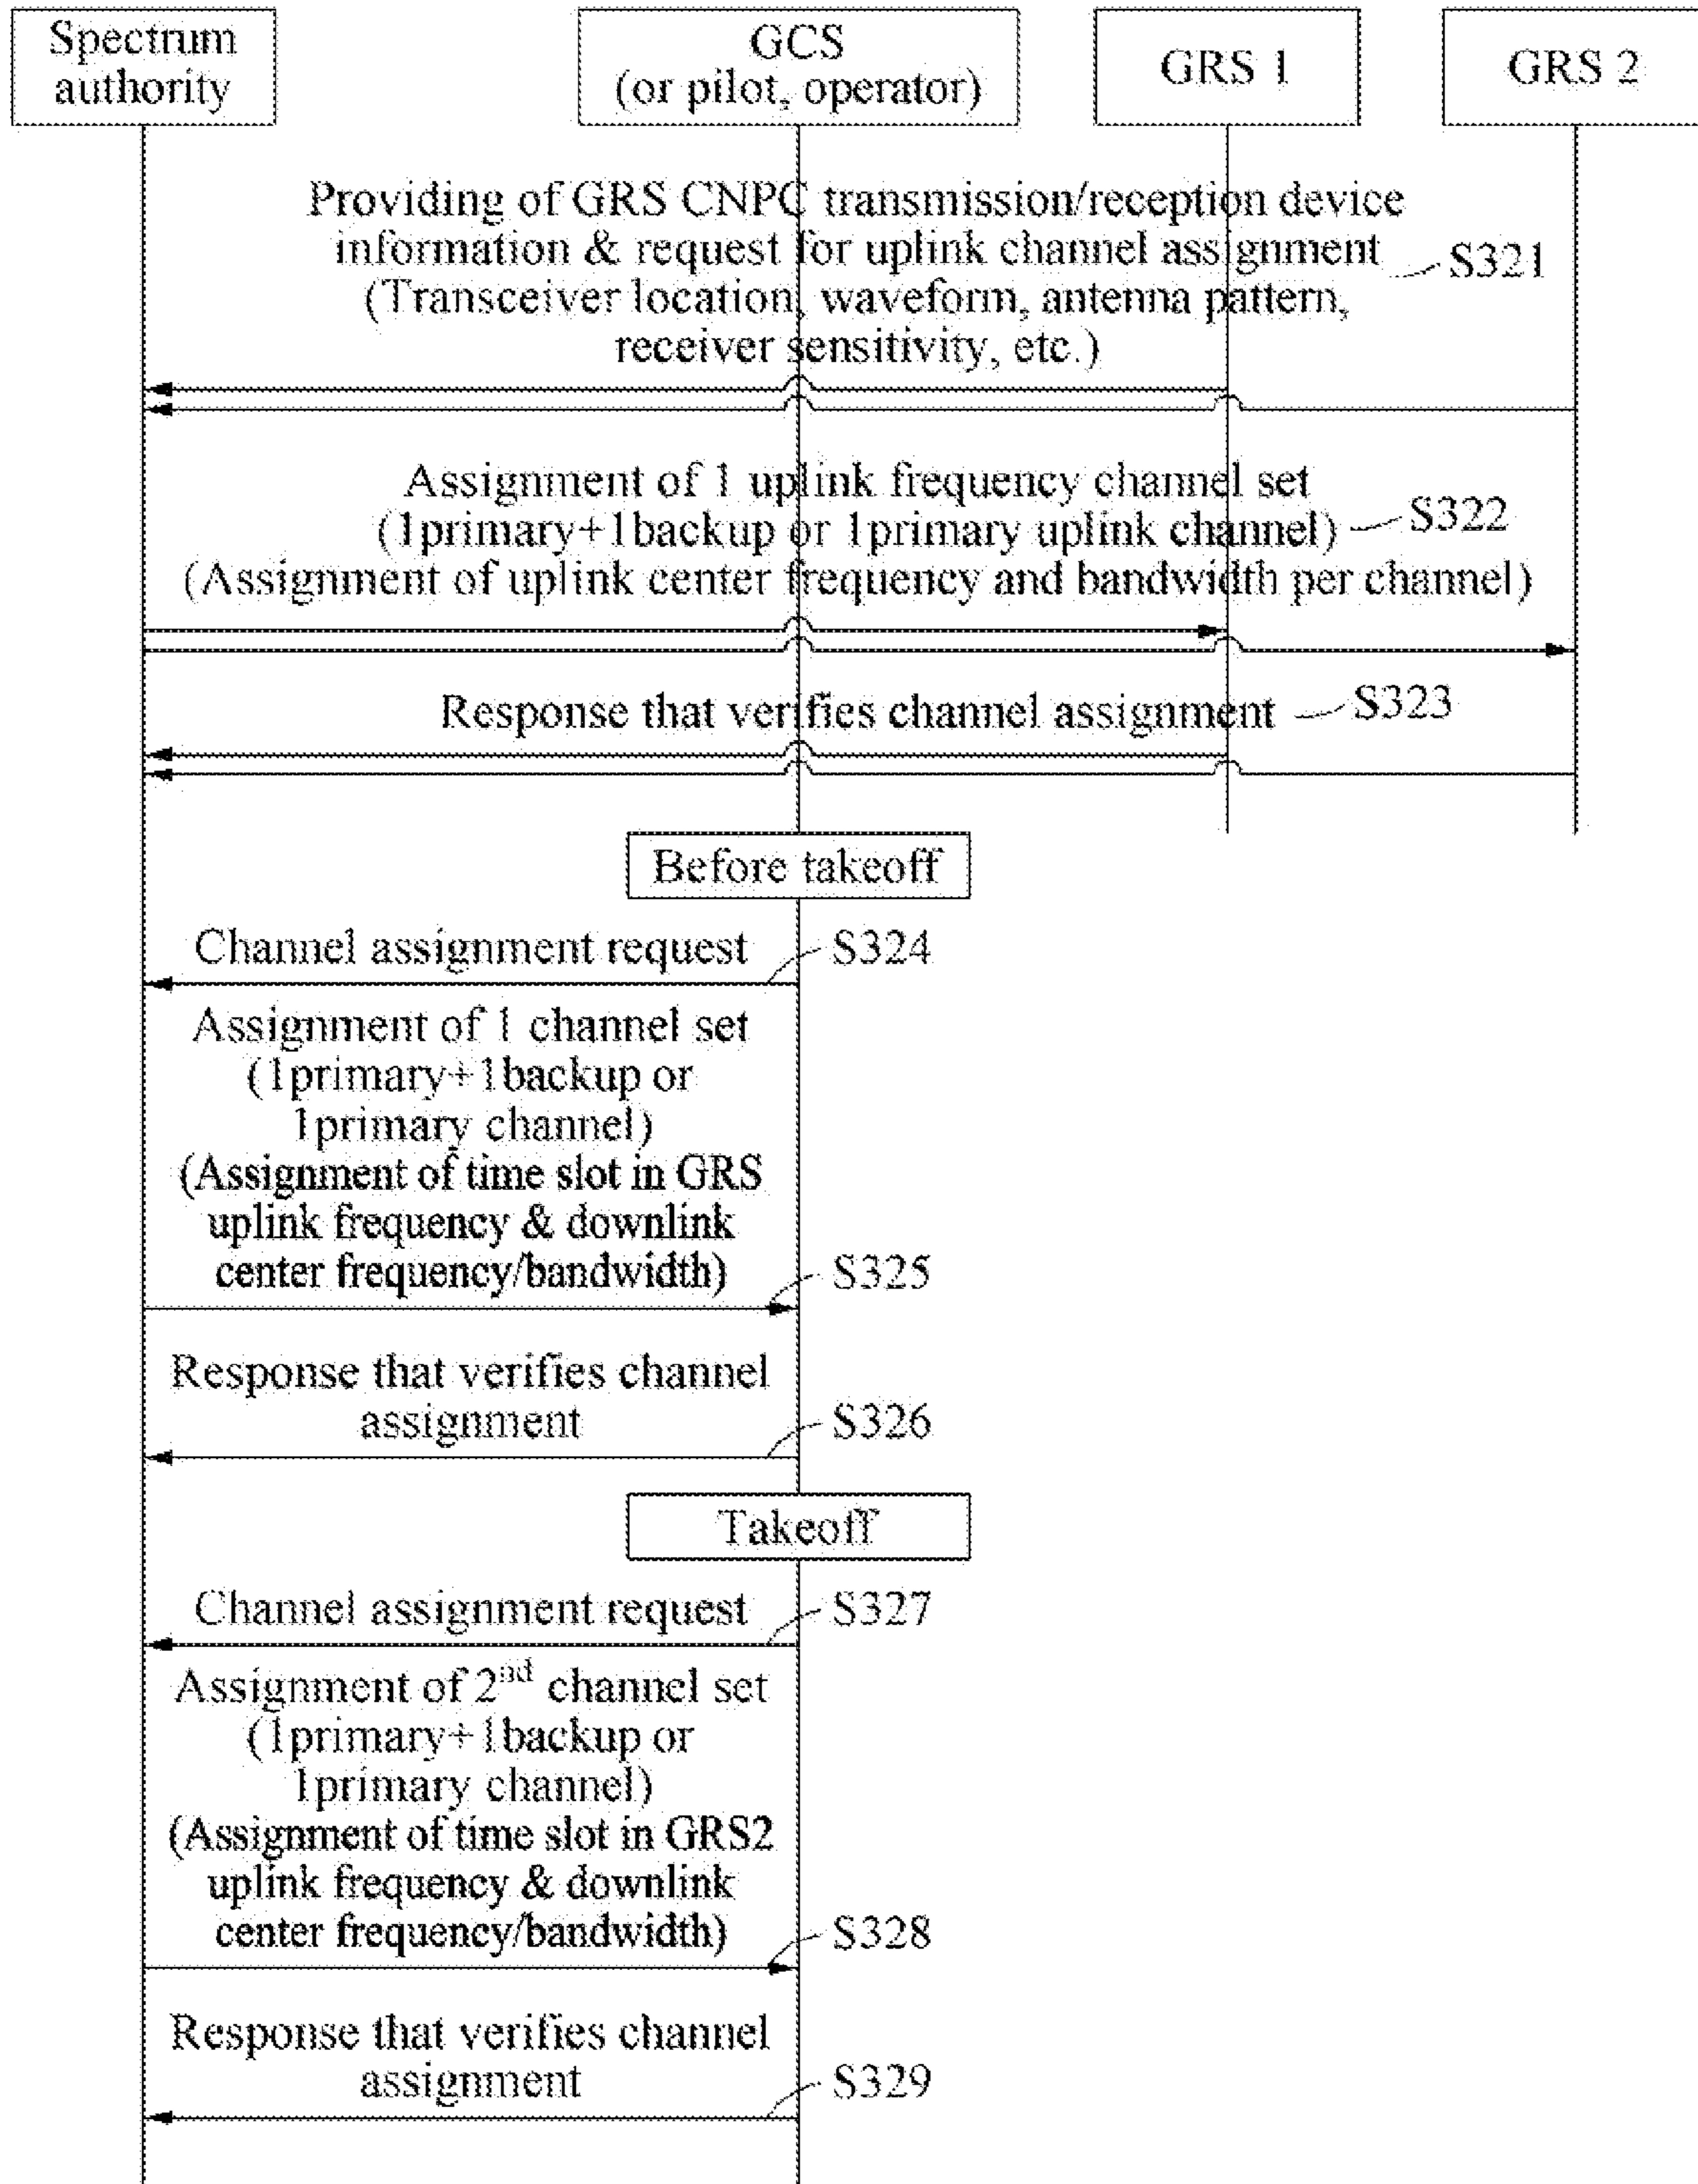 Spectrum
authority
GCS
(or pilot, operator)
GRS 1
GRS 2
Providing of GRS CNPC transmission/reception device
information & request for uplink channel assignment
(Transceiver location, waveform, antenna pattern,
receiver sensitivity, etc.)
S321
Assignment of 1 uplink frequency channel set
(1primary+1backup or 1primary uplink channel)
(Assignment of uplink center frequency and bandwidth per channel)
S322
Response that verifies channel assignment
S323
Before takeoff
Channel assignment request
S324
Assignment of 1 channel set
(1primary+1backup or
1primary channel)
(Assignment of time slot in GRS
uplink frequency & downlink
center frequency/bandwidth)
S325
Response that verifies channel
assignment
S326
Takeoff
Channel assignment request
S327
Assignment of 2nd channel set
(1primary+1backup or
1primary channel)
(Assignment of time slot in GRS2
uplink frequency & downlink
center frequency/bandwidth)
S328
Response that verifies channel
assignment
S329